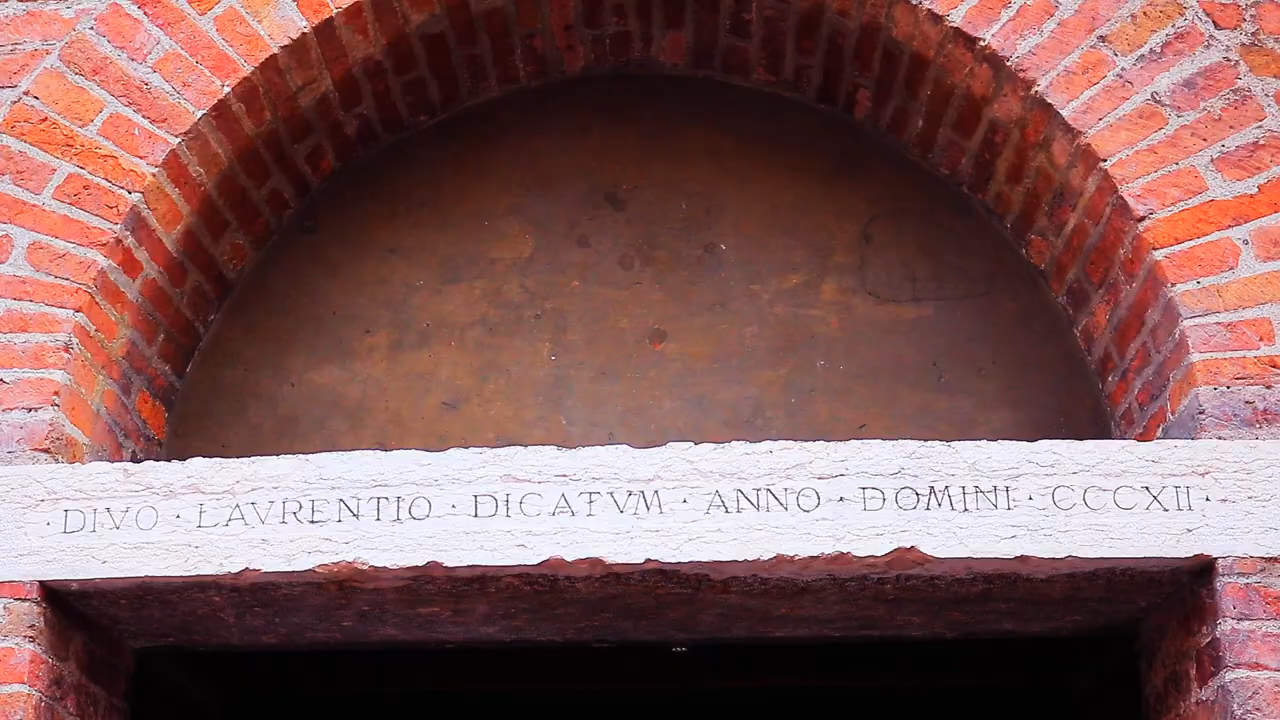 · DIVO · LAVRENTIO · DICATVM · ANNO · DOMINI · CCCXII ·